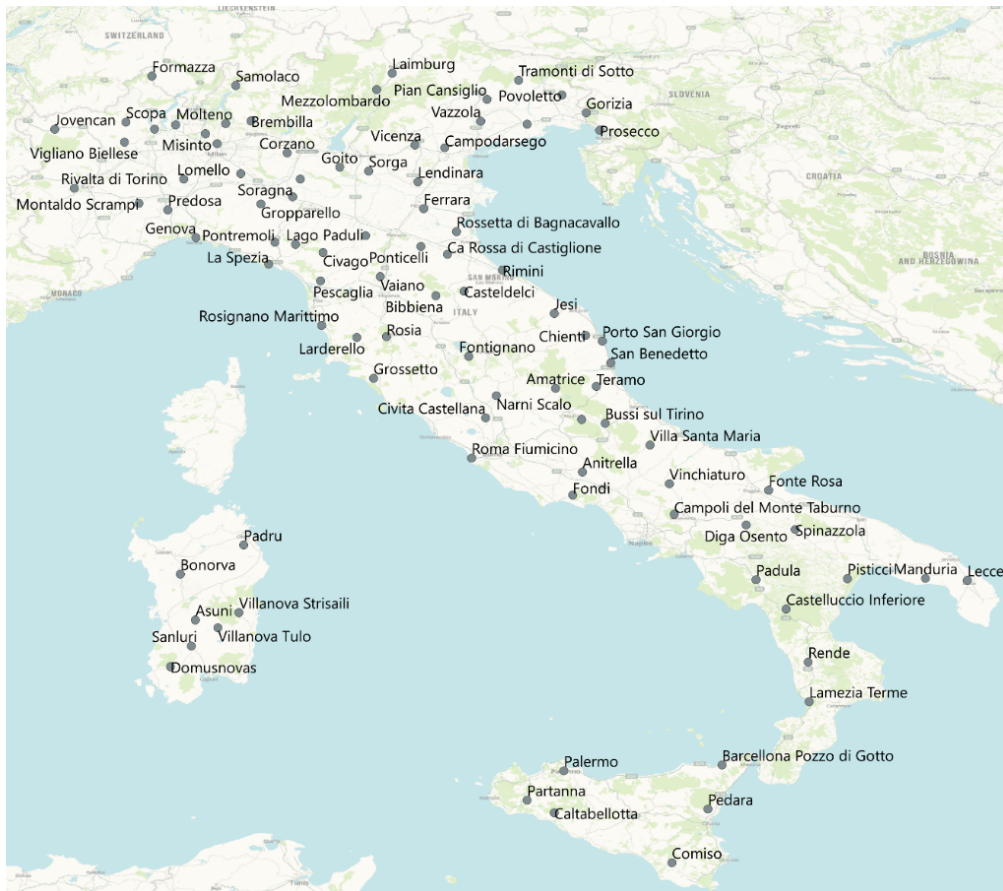 LIECHTENSTEIN
SWITZERLAND
Formazza
Laimburg
Samolaco
Tramonti di Sotto
Mezzolombardo
Pian Cansiglio
Povoletto
SLOVENIA
Gorizia
Jovencan
Scopa
Molteno
Brembilla
Vazzola
Prosecco
Vigliano Biellese
Misinto
Corzano
Vicenza
Campodarsego
Goito
Sorga
Lomello
Lendinara
Rivalta di Torino
CROATIA
Soragna
Montaldo Scrampi
Predosa
Gropparello
Ferrara
Rossetta di Bagnacavallo
Genova
Pontremoli
Lago Paduli
Ca Rossa di Castiglione
La Spezia
Civago
Ponticelli
BOSNIA
AND HERZEGOWINA
Rimini
SAN MARINO
MONACO
Pescaglia
Vaiano
Casteldelci
Bibbiena
ITALY
Jesi
Rosignano Marittimo
Larderello
Rosia
Chienti
Porto San Giorgio
San Benedetto
Fontignano
Grossetto
Amatrice
Teramo
Civita Castellana
Narni Scalo
Bussi sul Tirino
Villa Santa Maria
Roma Fiumicino
Anitrella
Vinchiaturo
Fonte Rosa
Fondi
Campoli del Monte Taburno
Diga Osento
Spinazzola
Napoli
Padru
Bonorva
Padula
Pisticci
Manduria
Lecce
Castelluccio Inferiore
Asuni
Villanova Strisaili
Sanluri
Villanova Tulo
Domusnovas
Rende
Lamezia Terme
Palermo
Barcellona Pozzo di Gotto
Partanna
Caltabellotta
Pedara
Comiso
Tunis